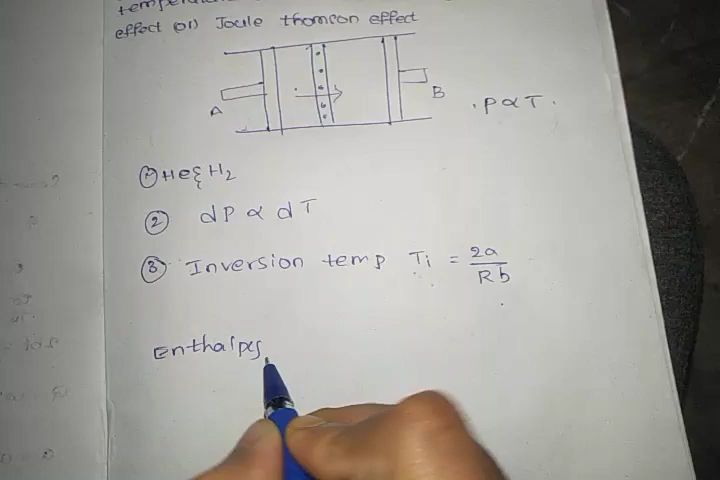 effect (or) Joule thomson effect
A
B
P ∝ T
① He & H₂
② dP ∝ dT
③ Inversion temp Ti = 2a / Rb
Enthalpy